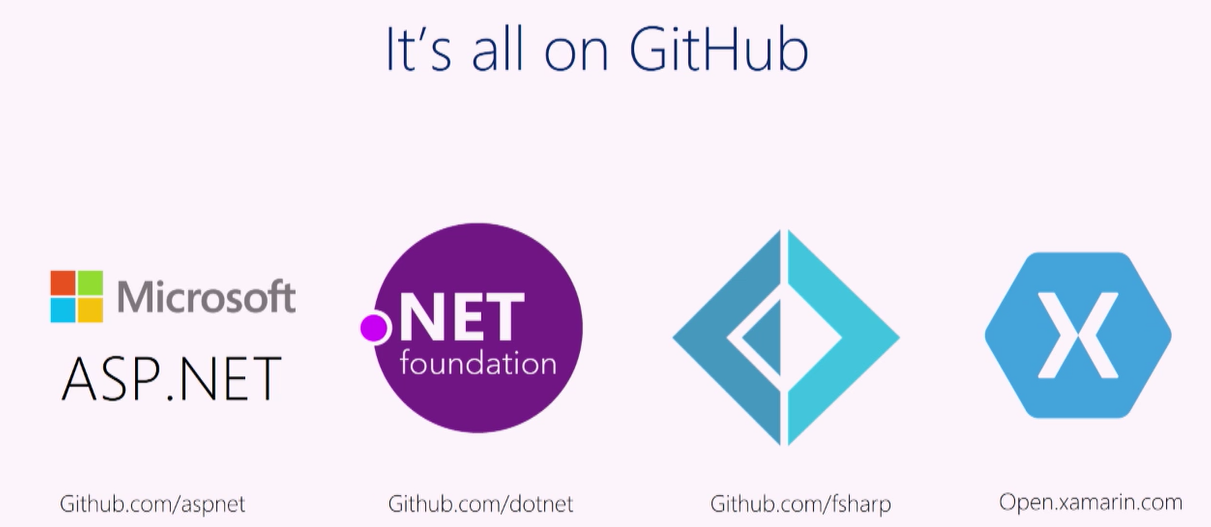 It's all on GitHub
Microsoft
ASP.NET
.NET
foundation
X
Github.com/aspnet
Github.com/dotnet
Github.com/fsharp
Open.xamarin.com